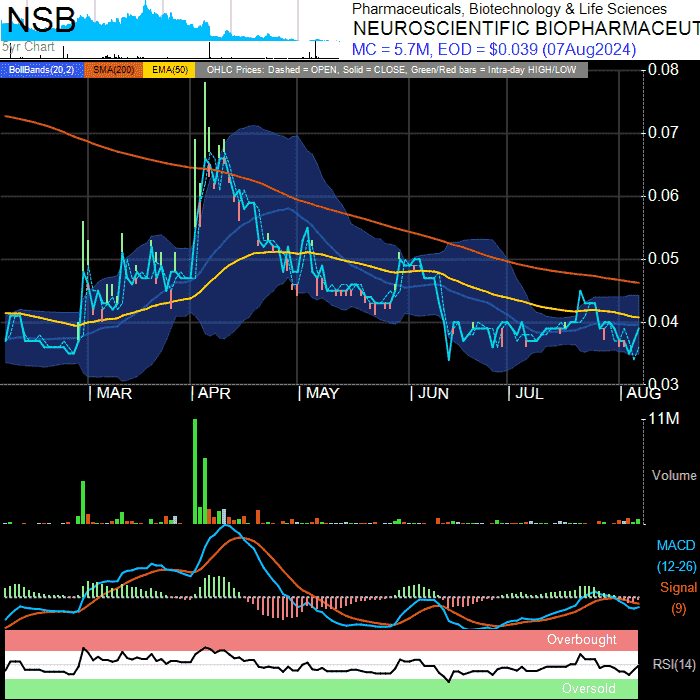 NSB
5yr Chart
Pharmaceuticals, Biotechnology & Life Sciences
NEUROSCIENTIFIC BIOPHARMACEUT
MC = 5.7M, EOD = $0.039 (07Aug2024)
BollBands(20,2) SMA(200) EMA(50) OHLC Prices: Dashed = OPEN, Solid = CLOSE, Green/Red bars = Intra-day HIGH/LOW
0.08
0.07
0.06
0.05
0.04
0.03
| MAR | APR | MAY | JUN | JUL | AUG
11M
Volume
MACD
(12-26)
Signal
(9)
Overbought
RSI(14)
Oversold